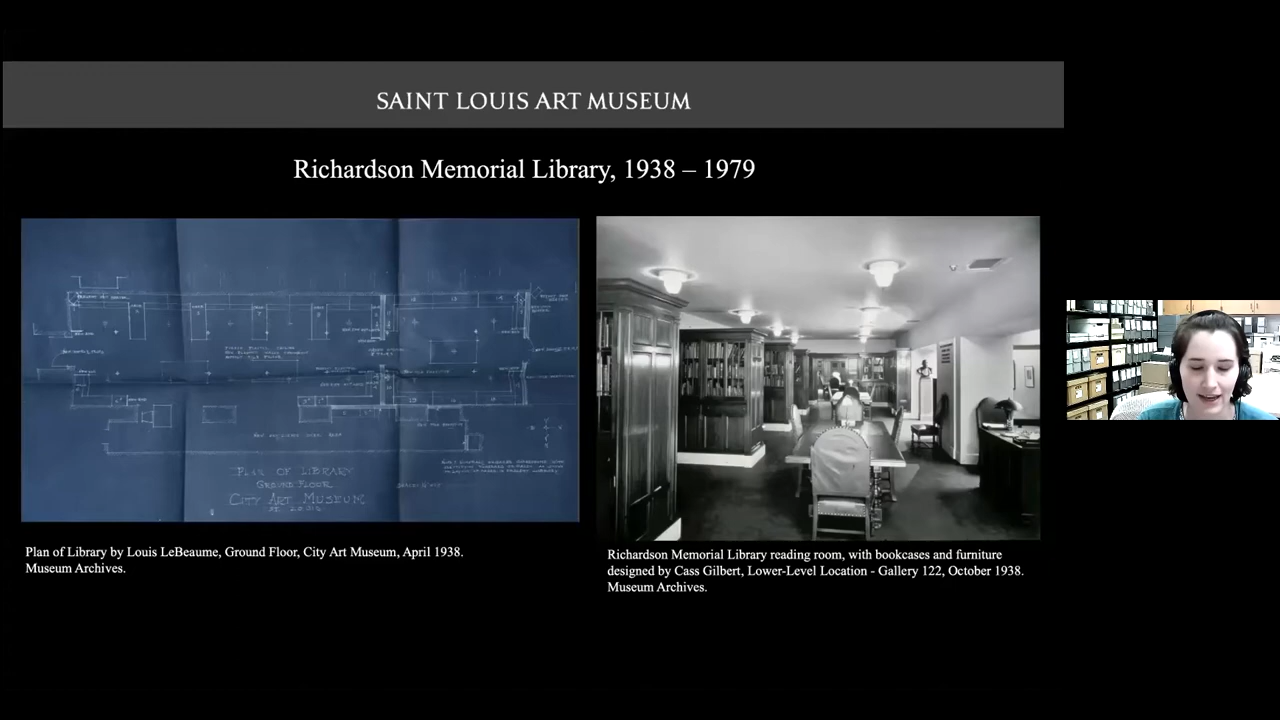 SAINT LOUIS ART MUSEUM
Richardson Memorial Library, 1938 – 1979
PLAN OF LIBRARY
GROUND FLOOR
CITY ART MUSEUM
Plan of Library by Louis LeBeaume, Ground Floor, City Art Museum, April 1938.
Museum Archives.
Richardson Memorial Library reading room, with bookcases and furniture
designed by Cass Gilbert, Lower-Level Location - Gallery 122, October 1938.
Museum Archives.